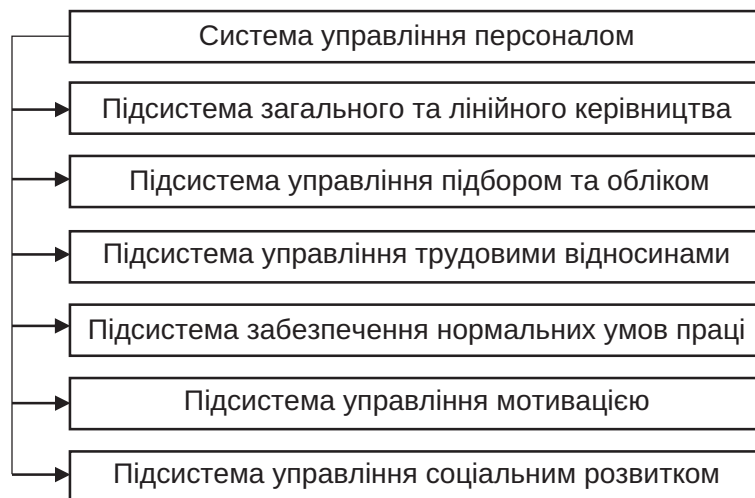 Система управління персоналом
Підсистема загального та лінійного керівництва
Підсистема управління підбором та обліком
Підсистема управління трудовими відносинами
Підсистема забезпечення нормальних умов праці
Підсистема управління мотивацією
Підсистема управління соціальним розвитком